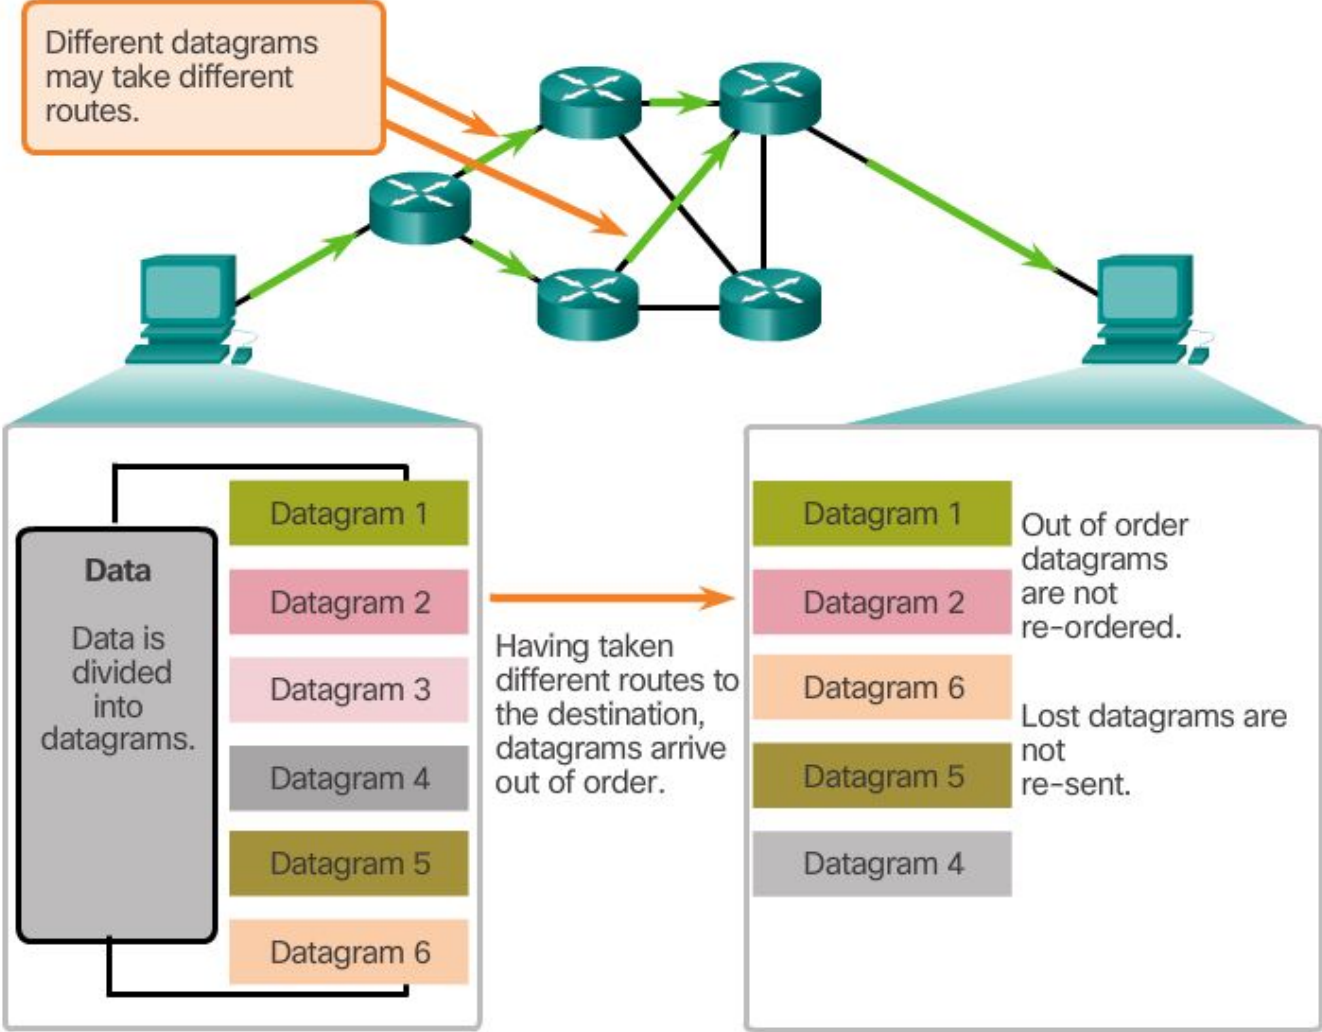 Different datagrams
may take different
routes.
Data
Data is
divided
into
datagrams.
Datagram 1
Datagram 2
Datagram 3
Datagram 4
Datagram 5
Datagram 6
Having taken
different routes to
the destination,
datagrams arrive
out of order.
Datagram 1
Datagram 2
Datagram 6
Datagram 5
Datagram 4
Out of order
datagrams
are not
re-ordered.
Lost datagrams are
not
re-sent.